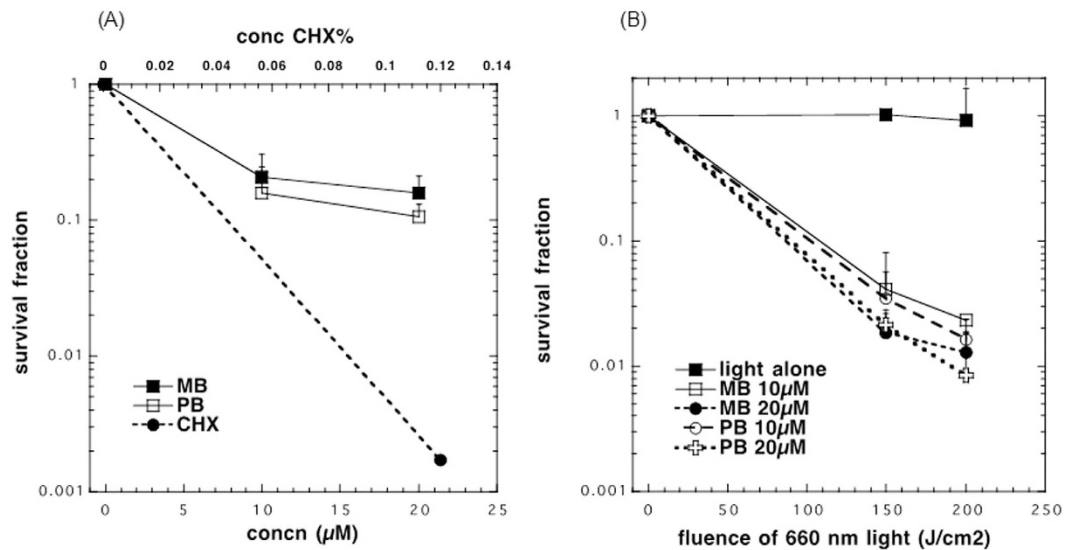 (A)
conc CHX%
0 0.02 0.04 0.06 0.08 0.1 0.12 0.14
1
0.1
0.01
0.001
survival fraction
MB
PB
CHX
0 5 10 15 20 25
concn (µM)
(B)
1
0.1
0.01
0.001
survival fraction
light alone
MB 10µM
MB 20µM
PB 10µM
PB 20µM
0 50 100 150 200 250
fluence of 660 nm light (J/cm2)